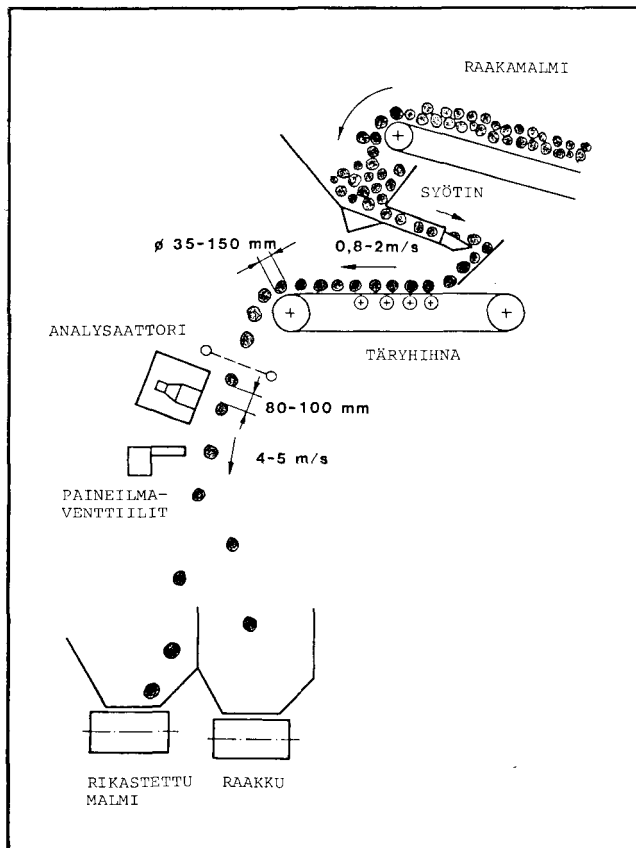 RAAKAMALMI
SYÖTIN
ø 35-150 mm
0,8-2m/s
ANALYSAATTORI
TÄRYHIHNA
80-100 mm
4-5 m/s
PAINEILMA-
VENTTIILIT
RIKASTETTU
MALMI
RAAKKU